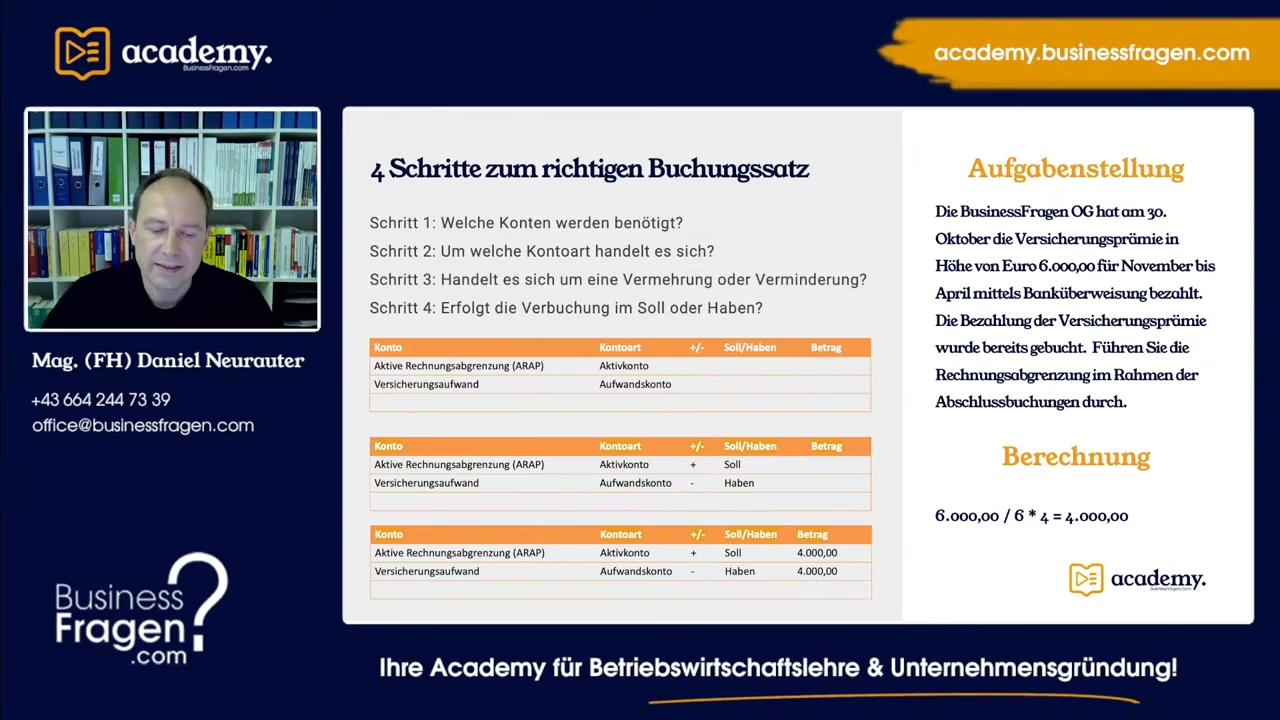 academy.
BusinessFragen.com
academy.businessfragen.com
Mag. (FH) Daniel Neurauter
+43 664 244 73 39
office@businessfragen.com
Business
Fragen
.com
?
4 Schritte zum richtigen Buchungssatz
Schritt 1: Welche Konten werden benötigt?
Schritt 2: Um welche Kontoart handelt es sich?
Schritt 3: Handelt es sich um eine Vermehrung oder Verminderung?
Schritt 4: Erfolgt die Verbuchung im Soll oder Haben?
Konto Kontoart +/- Soll/Haben Betrag
Aktive Rechnungsabgrenzung (ARAP) Aktivkonto
Versicherungsaufwand Aufwandskonto
Konto Kontoart +/- Soll/Haben Betrag
Aktive Rechnungsabgrenzung (ARAP) Aktivkonto + Soll
Versicherungsaufwand Aufwandskonto - Haben
Konto Kontoart +/- Soll/Haben Betrag
Aktive Rechnungsabgrenzung (ARAP) Aktivkonto + Soll 4.000,00
Versicherungsaufwand Aufwandskonto - Haben 4.000,00
Aufgabenstellung
Die BusinessFragen OG hat am 30.
Oktober die Versicherungsprämie in
Höhe von Euro 6.000,00 für November bis
April mittels Banküberweisung bezahlt.
Die Bezahlung der Versicherungsprämie
wurde bereits gebucht. Führen Sie die
Rechnungsabgrenzung im Rahmen der
Abschlussbuchungen durch.
Berechnung
6.000,00 / 6 * 4 = 4.000,00
academy.
businessfragen.com
Ihre Academy für Betriebswirtschaftslehre & Unternehmensgründung!